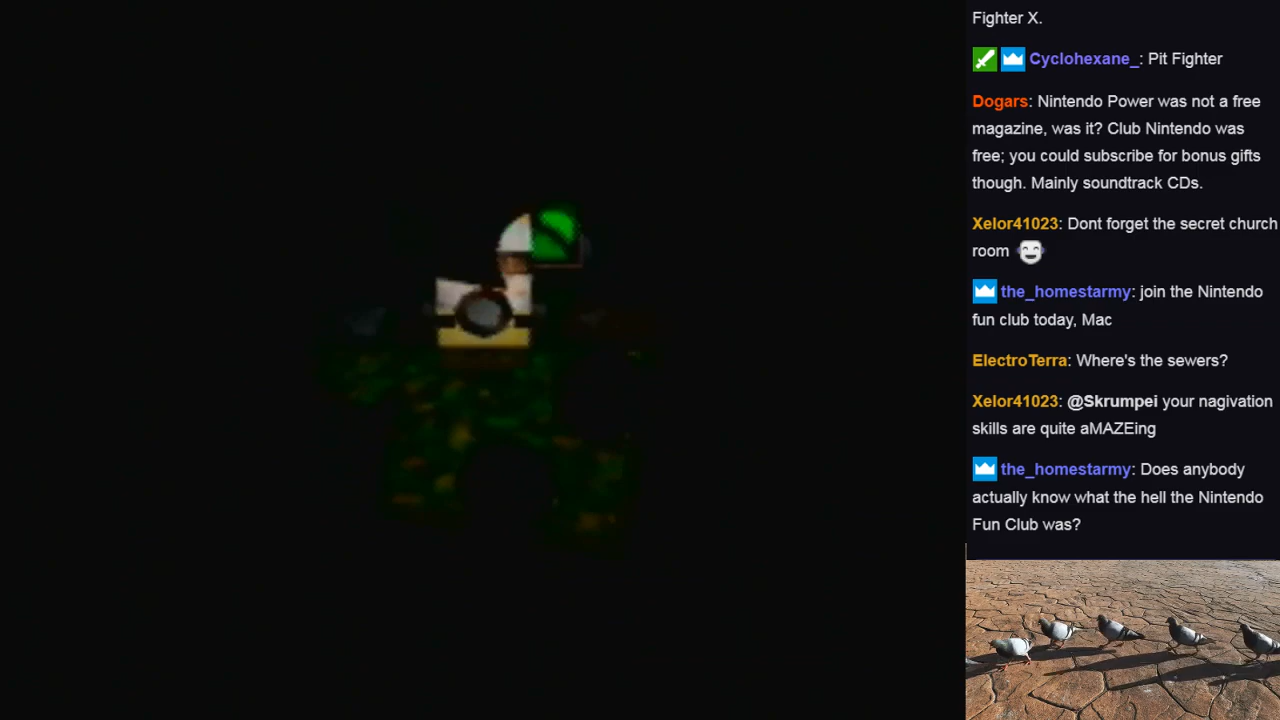 Fighter X.
Cyclohexane_: Pit Fighter
Dogars: Nintendo Power was not a free
magazine, was it? Club Nintendo was
free; you could subscribe for bonus gifts
though. Mainly soundtrack CDs.
Xelor41023: Dont forget the secret church
room
the_homestarmy: join the Nintendo
fun club today, Mac
ElectroTerra: Where's the sewers?
Xelor41023: @Skrumpei your nagivation
skills are quite aMAZEing
the_homestarmy: Does anybody
actually know what the hell the Nintendo
Fun Club was?